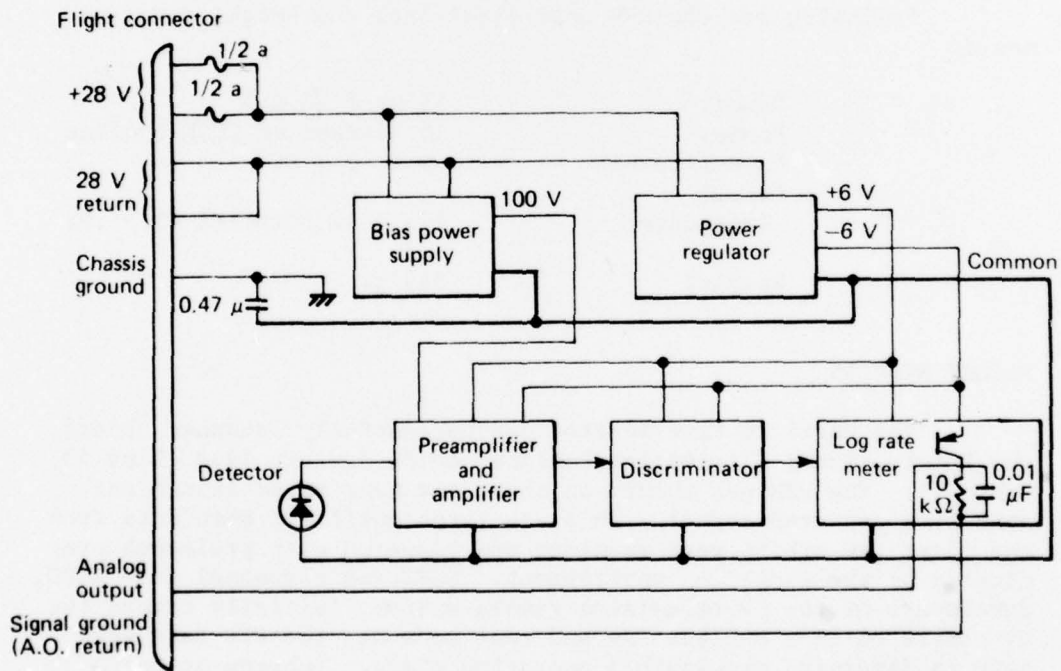 Flight connector
1/2 a
1/2 a
+28 V
28 V
return
100 V
+6 V
−6 V
Bias power
supply
Power
regulator
Common
Chassis
ground
0.47 μ
Preamplifier
and
amplifier
Discriminator
Log rate
meter
10
kΩ
0.01
μF
Detector
Analog
output
Signal ground
(A.O. return)